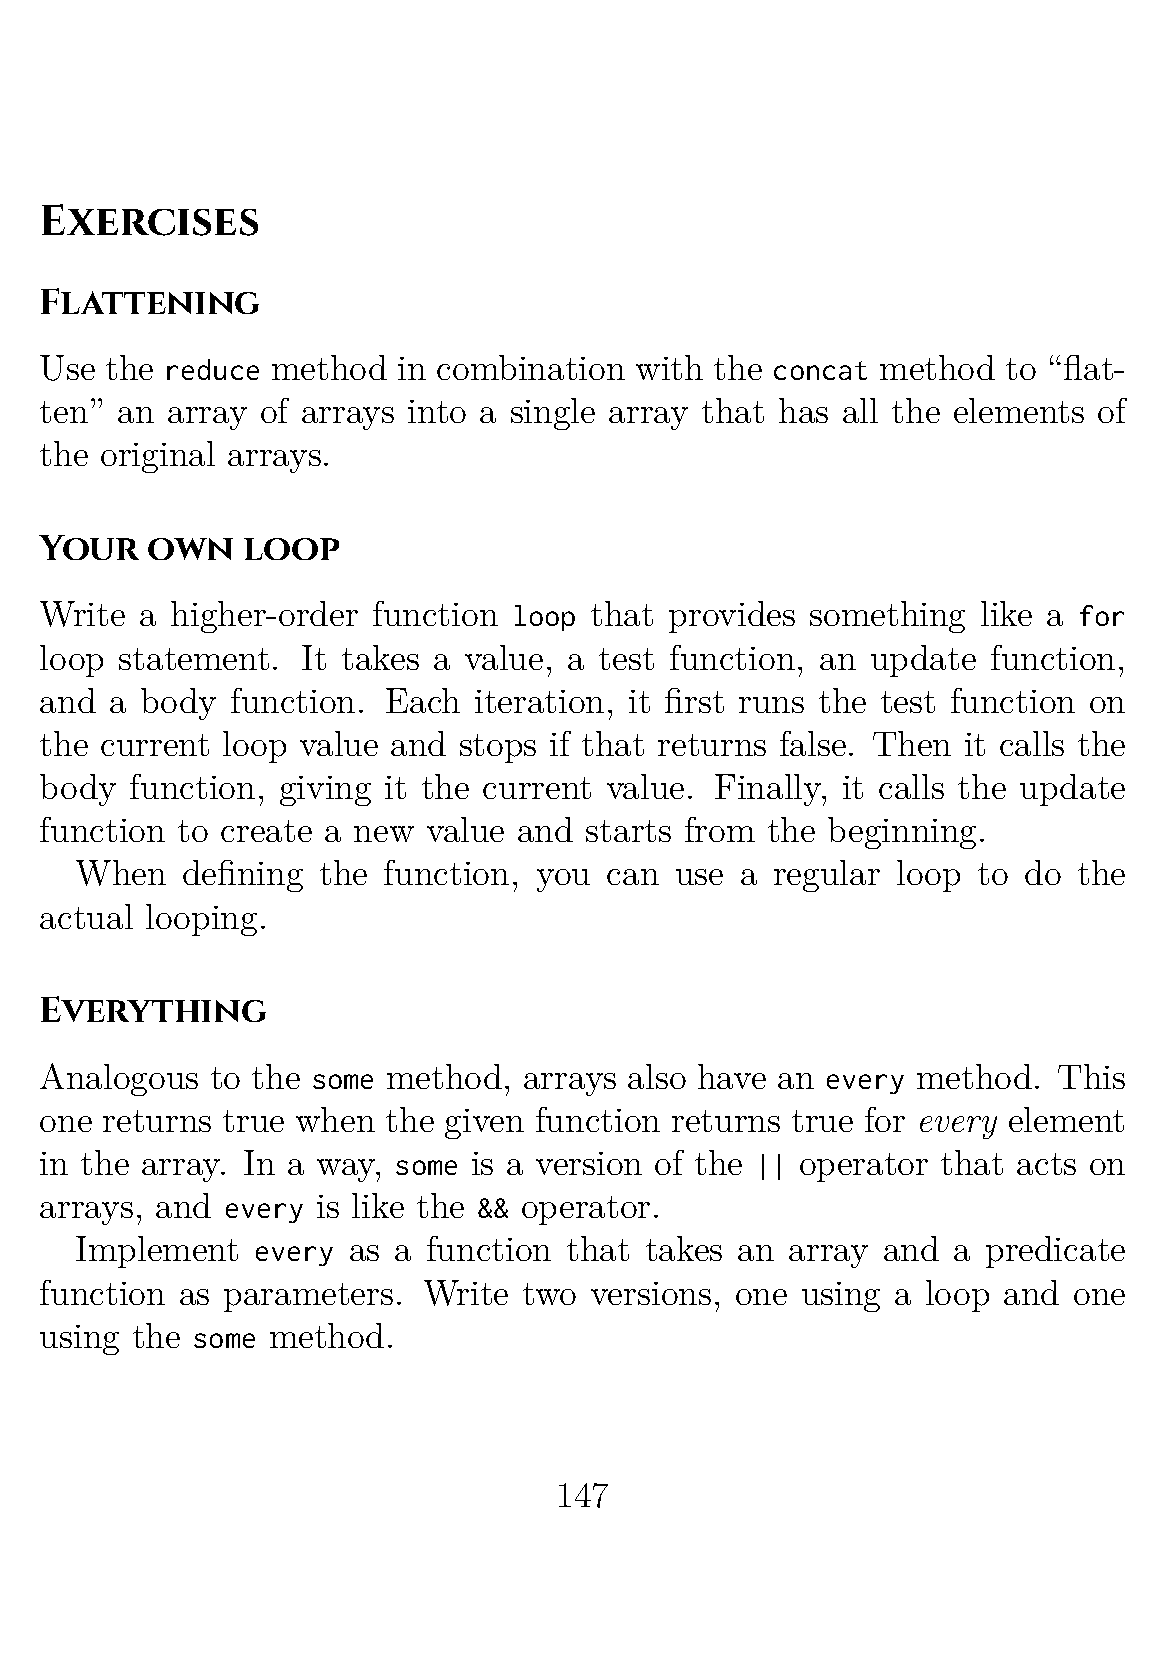 Exercises
Flattening
Use the reduce method in combination with the concat method to “flat-
ten” an array of arrays into a single array that has all the elements of
the original arrays.
Your own loop
Write a higher-order function loop that provides something like a for
loop statement. It takes a value, a test function, an update function,
and a body function. Each iteration, it first runs the test function on
the current loop value and stops if that returns false. Then it calls the
body function, giving it the current value. Finally, it calls the update
function to create a new value and starts from the beginning.
When defining the function, you can use a regular loop to do the
actual looping.
Everything
Analogous to the some method, arrays also have an every method. This
one returns true when the given function returns true for every element
in the array. In a way, some is a version of the || operator that acts on
arrays, and every is like the && operator.
Implement every as a function that takes an array and a predicate
function as parameters. Write two versions, one using a loop and one
using the some method.
147